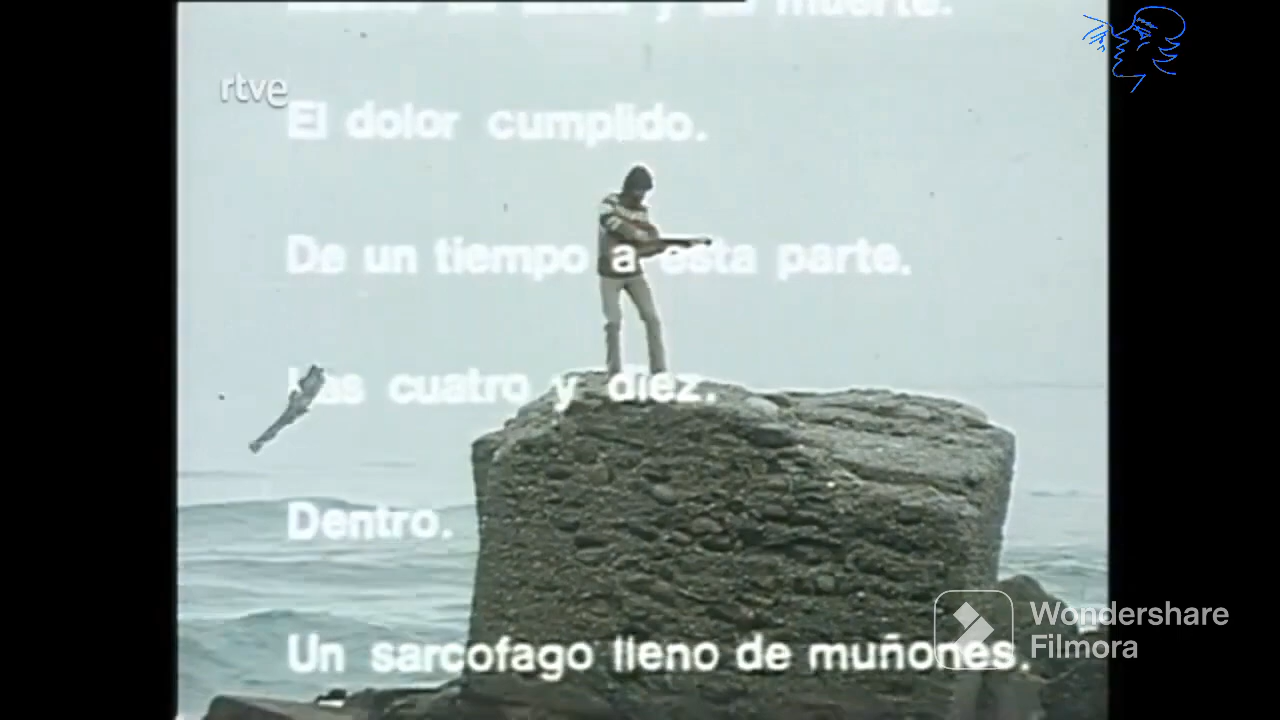 muerte.
rtve
El dolor cumplido.
De un tiempo a esta parte.
Las cuatro y diez.
Dentro.
Un sarcofago lleno de muñones.
Wondershare
Filmora